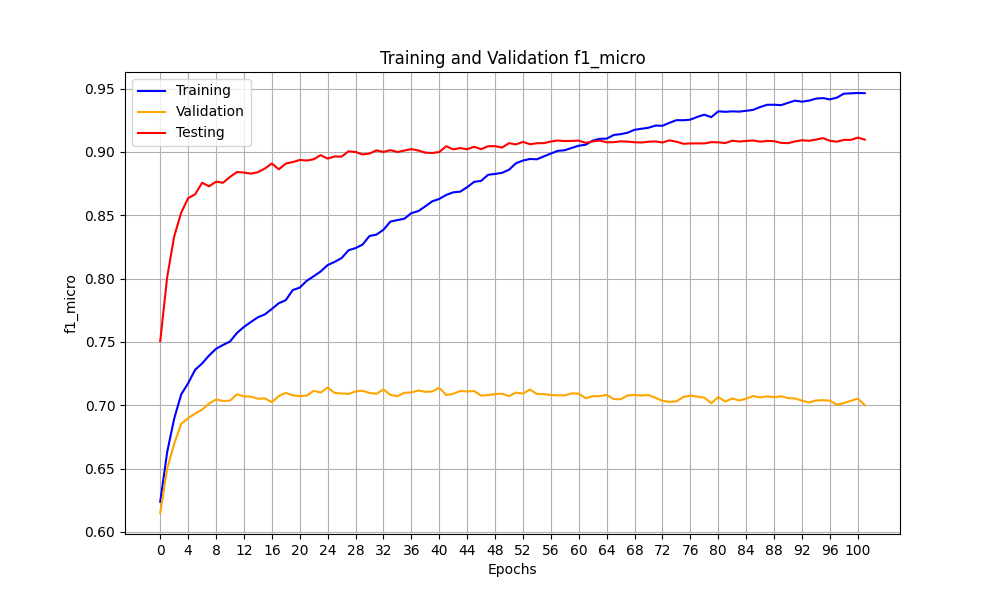 Training and Validation f1_micro
Training
Validation
Testing
0.95
0.90
0.85
0.80
0.75
0.70
0.65
0.60
f1_micro
0 4 8 12 16 20 24 28 32 36 40 44 48 52 56 60 64 68 72 76 80 84 88 92 96 100
Epochs